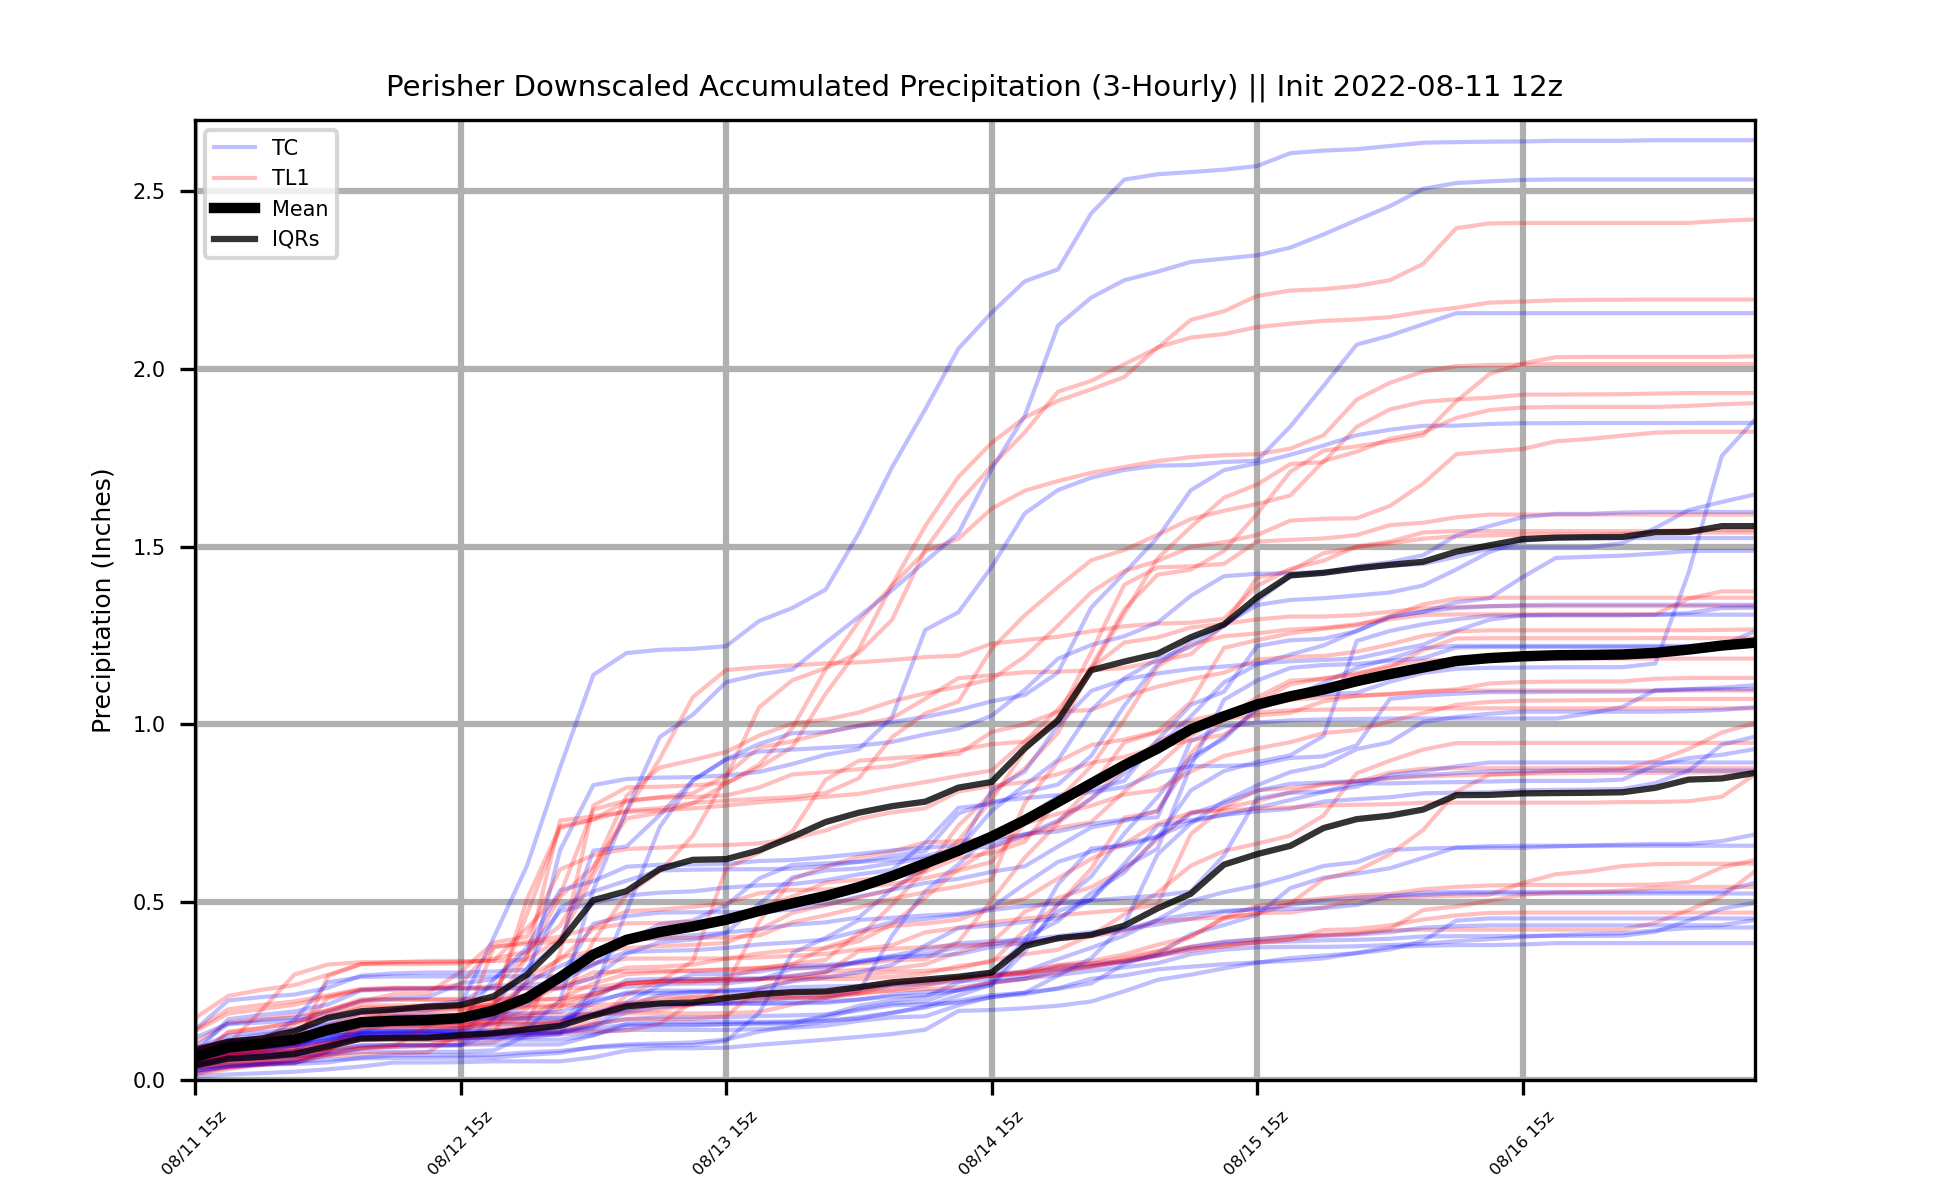 Perisher Downscaled Accumulated Precipitation (3-Hourly) || Init 2022-08-11 12z
TC
TL1
Mean
IQRs
Precipitation (Inches)
2.5
2.0
1.5
1.0
0.5
0.0
08/11 15z
08/12 15z
08/13 15z
08/14 15z
08/15 15z
08/16 15z